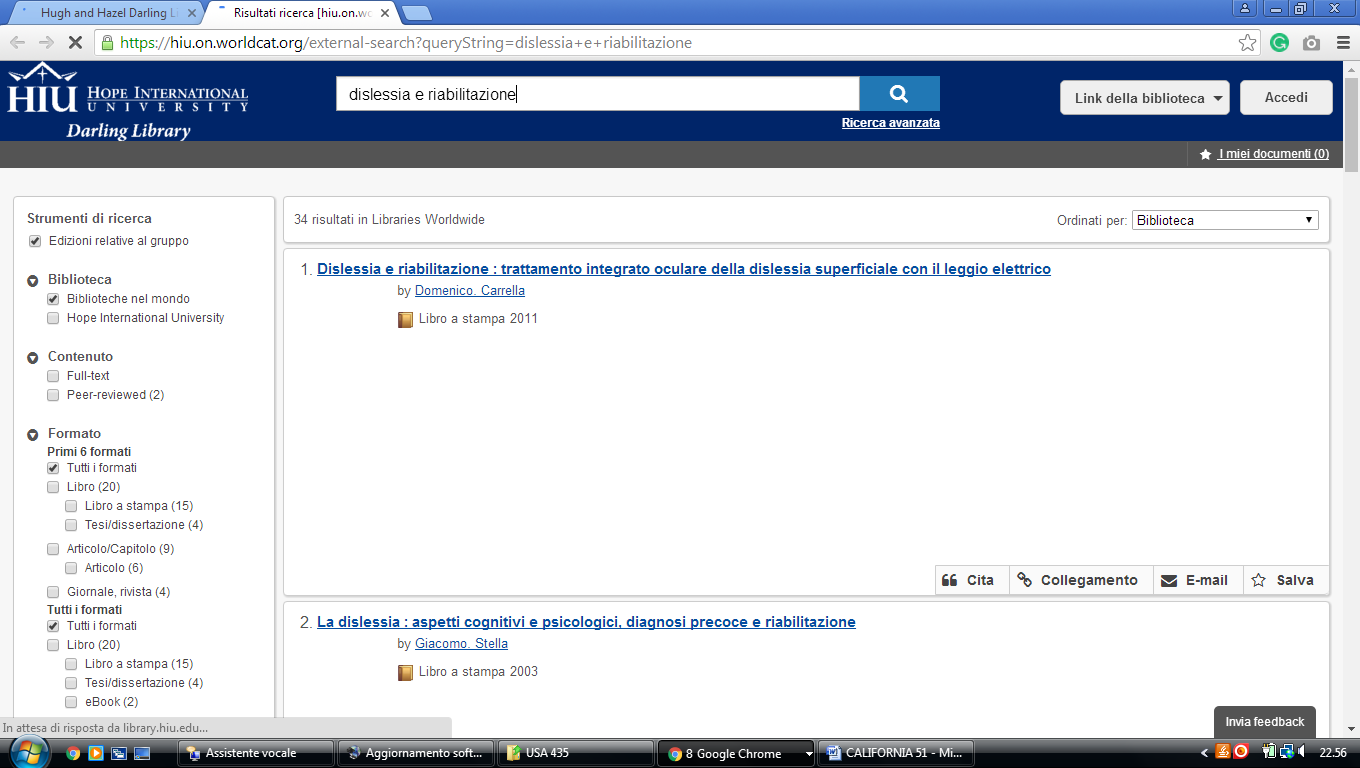 Hugh and Hazel Darling Li
Risultati ricerca [hiu.on.wo
https://hiu.on.worldcat.org/external-search?queryString=dislessia+e+riabilitazione
HIU HOPE INTERNATIONAL UNIVERSITY
Darling Library
dislessia e riabilitazione
Ricerca avanzata
Link della biblioteca
Accedi
I miei documenti (0)
Strumenti di ricerca
Edizioni relative al gruppo
Biblioteca
Biblioteche nel mondo
Hope International University
Contenuto
Full-text
Peer-reviewed (2)
Formato
Primi 6 formati
Tutti i formati
Libro (20)
Libro a stampa (15)
Tesi/dissertazione (4)
Articolo/Capitolo (9)
Articolo (6)
Giornale, rivista (4)
Tutti i formati
Tutti i formati
Libro (20)
Libro a stampa (15)
Tesi/dissertazione (4)
eBook (2)
34 risultati in Libraries Worldwide
Ordinati per: Biblioteca
1. Dislessia e riabilitazione : trattamento integrato oculare della dislessia superficiale con il leggio elettrico
by Domenico. Carrella
Libro a stampa 2011
Cita
Collegamento
E-mail
Salva
2. La dislessia : aspetti cognitivi e psicologici, diagnosi precoce e riabilitazione
by Giacomo. Stella
Libro a stampa 2003
Invia feedback
In attesa di risposta da library.hiu.edu...
Assistente vocale
Aggiornamento soft...
USA 435
8 Google Chrome
CALIFORNIA 51 - Mi...
22.56